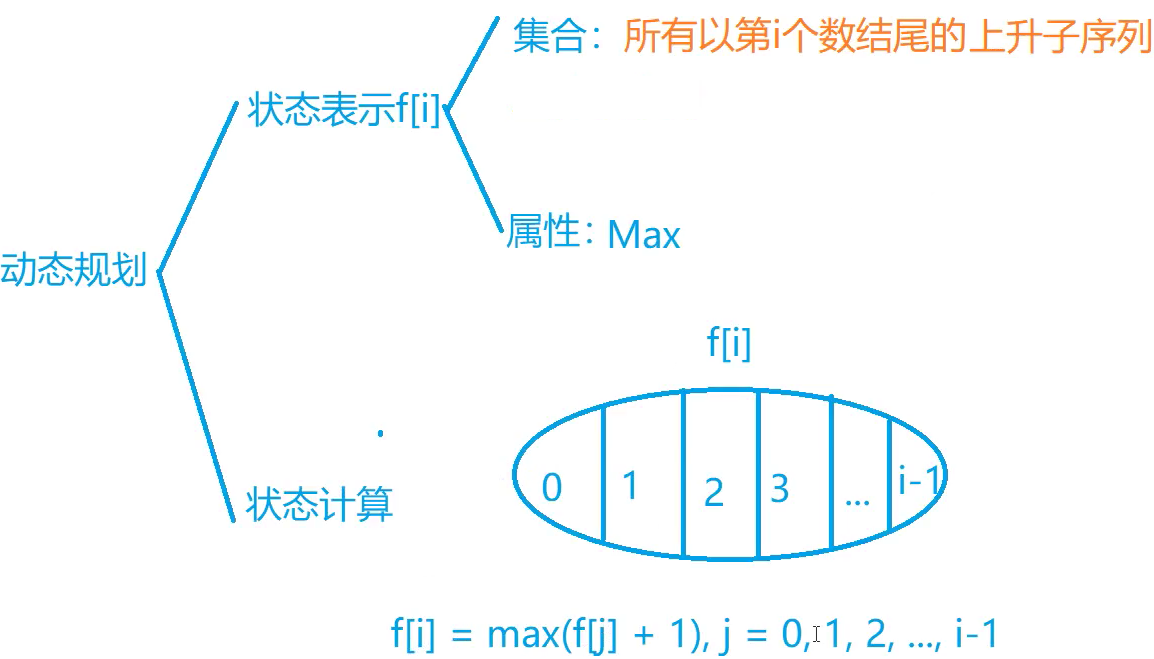 集合：所有以第i个数结尾的上升子序列
状态表示f[i]
属性：Max
动态规划
f[i]
0 1 2 3 ... i-1
状态计算
f[i] = max(f[j] + 1), j = 0, 1, 2, ..., i-1